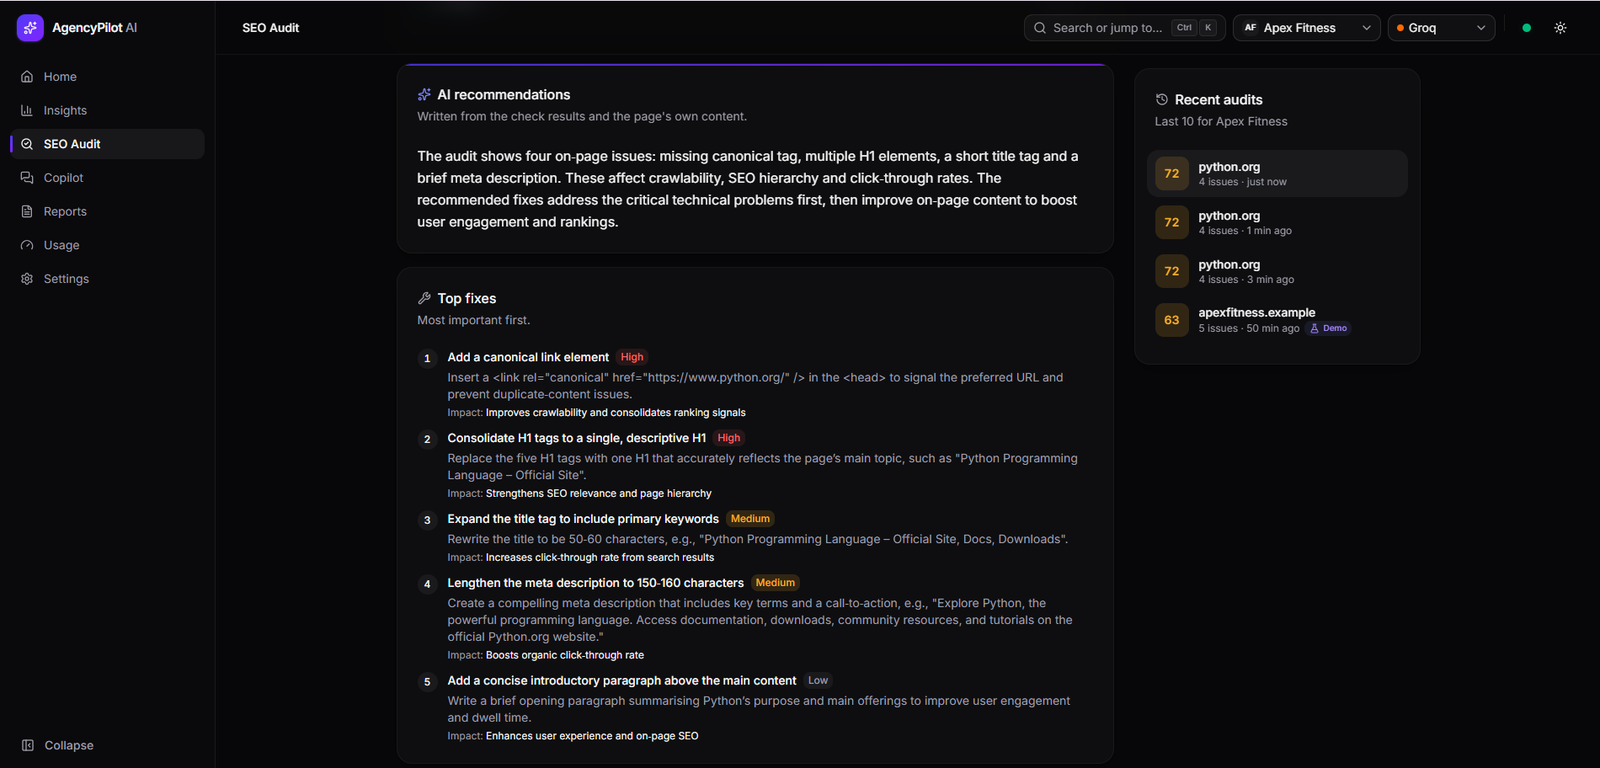 AgencyPilot AI
SEO Audit
Search or jump to... Ctrl K
AF Apex Fitness
Groq
Home
Insights
SEO Audit
Copilot
Reports
Usage
Settings
Collapse
AI recommendations
Written from the check results and the page's own content.
The audit shows four on-page issues: missing canonical tag, multiple H1 elements, a short title tag and a
brief meta description. These affect crawlability, SEO hierarchy and click-through rates. The
recommended fixes address the critical technical problems first, then improve on-page content to boost
user engagement and rankings.
Top fixes
Most important first.
1 Add a canonical link element High
Insert a <link rel="canonical" href="https://www.python.org/" /> in the <head> to signal the preferred URL and
prevent duplicate-content issues.
Impact: Improves crawlability and consolidates ranking signals
2 Consolidate H1 tags to a single, descriptive H1 High
Replace the five H1 tags with one H1 that accurately reflects the page's main topic, such as "Python Programming
Language – Official Site".
Impact: Strengthens SEO relevance and page hierarchy
3 Expand the title tag to include primary keywords Medium
Rewrite the title to be 50-60 characters, e.g., "Python Programming Language – Official Site, Docs, Downloads".
Impact: Increases click-through rate from search results
4 Lengthen the meta description to 150-160 characters Medium
Create a compelling meta description that includes key terms and a call-to-action, e.g., "Explore Python, the
powerful programming language. Access documentation, downloads, community resources, and tutorials on the
official Python.org website."
Impact: Boosts organic click-through rate
5 Add a concise introductory paragraph above the main content Low
Write a brief opening paragraph summarising Python's purpose and main offerings to improve user engagement
and dwell time.
Impact: Enhances user experience and on-page SEO
Recent audits
Last 10 for Apex Fitness
72 python.org
4 issues · just now
72 python.org
4 issues · 1 min ago
72 python.org
4 issues · 3 min ago
63 apexfitness.example
5 issues · 50 min ago Demo